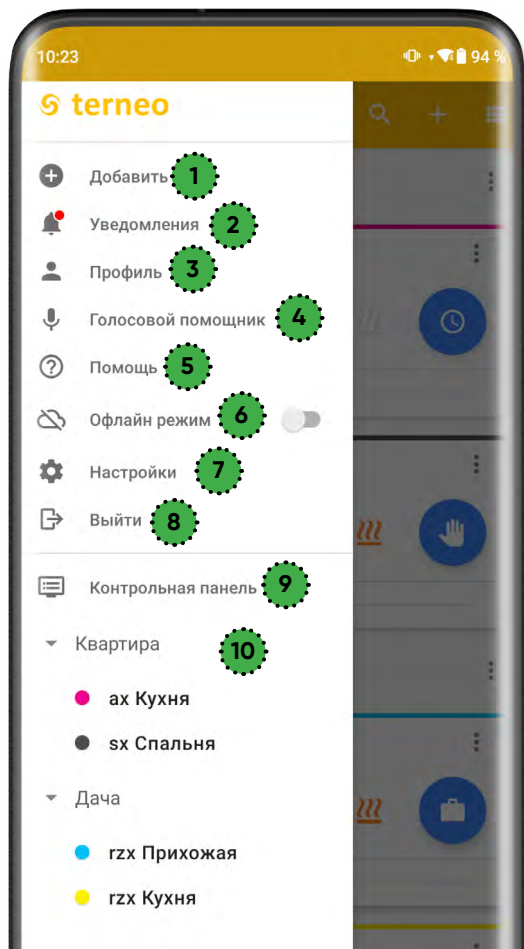 10:23
94 %
terneo
Добавить 1
Уведомления 2
Профиль 3
Голосовой помощник 4
Помощь 5
Офлайн режим 6
Настройки 7
Выйти 8
Контрольная панель 9
Квартира 10
ax Кухня
sx Спальня
Дача
rzx Прихожая
rzx Кухня